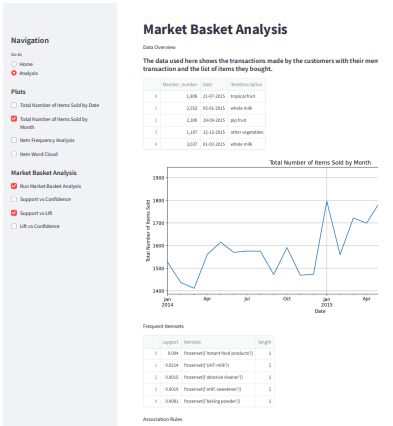 Navigation
Go to
Home
Analysis
Plots
Total Number of Items Sold by Date
Total Number of Items Sold by
Month
Item Frequency Analysis
Item Word Cloud
Market Basket Analysis
Run Market Basket Analysis
Support vs Confidence
Support vs Lift
Lift vs Confidence
Market Basket Analysis
Data Overview
The data used here shows the transactions made by the customers with their mem
transaction and the list of items they bought.
Member_number Date itemDescription
0 1,808 21-07-2015 tropical fruit
1 2,552 05-01-2015 whole milk
2 2,300 19-09-2015 pip fruit
3 1,187 12-12-2015 other vegetables
4 3,037 01-02-2015 whole milk
Total Number of Items Sold by Month
Total Number of Items Sold
1900
1800
1700
1600
1500
1400
Jan Apr Jul Oct Jan Apr
2014 2015
Date
Frequent Itemsets
support itemsets length
0 0.004 frozenset({'Instant food products'}) 1
1 0.0214 frozenset({'UHT-milk'}) 1
2 0.0015 frozenset({'abrasive cleaner'}) 1
3 0.0019 frozenset({'artif. sweetener'}) 1
4 0.0081 frozenset({'baking powder'}) 1
Association Rules